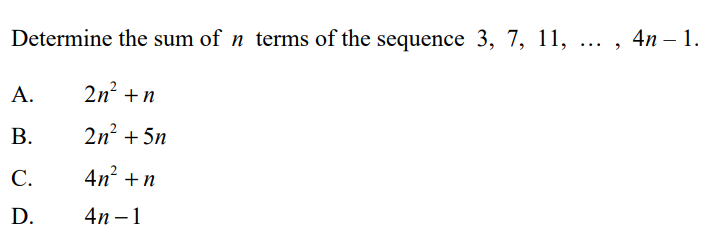 Determine the sum of n terms of the sequence 3, 7, 11, … , 4n – 1.
A. 2n² + n
B. 2n² + 5n
C. 4n² + n
D. 4n – 1